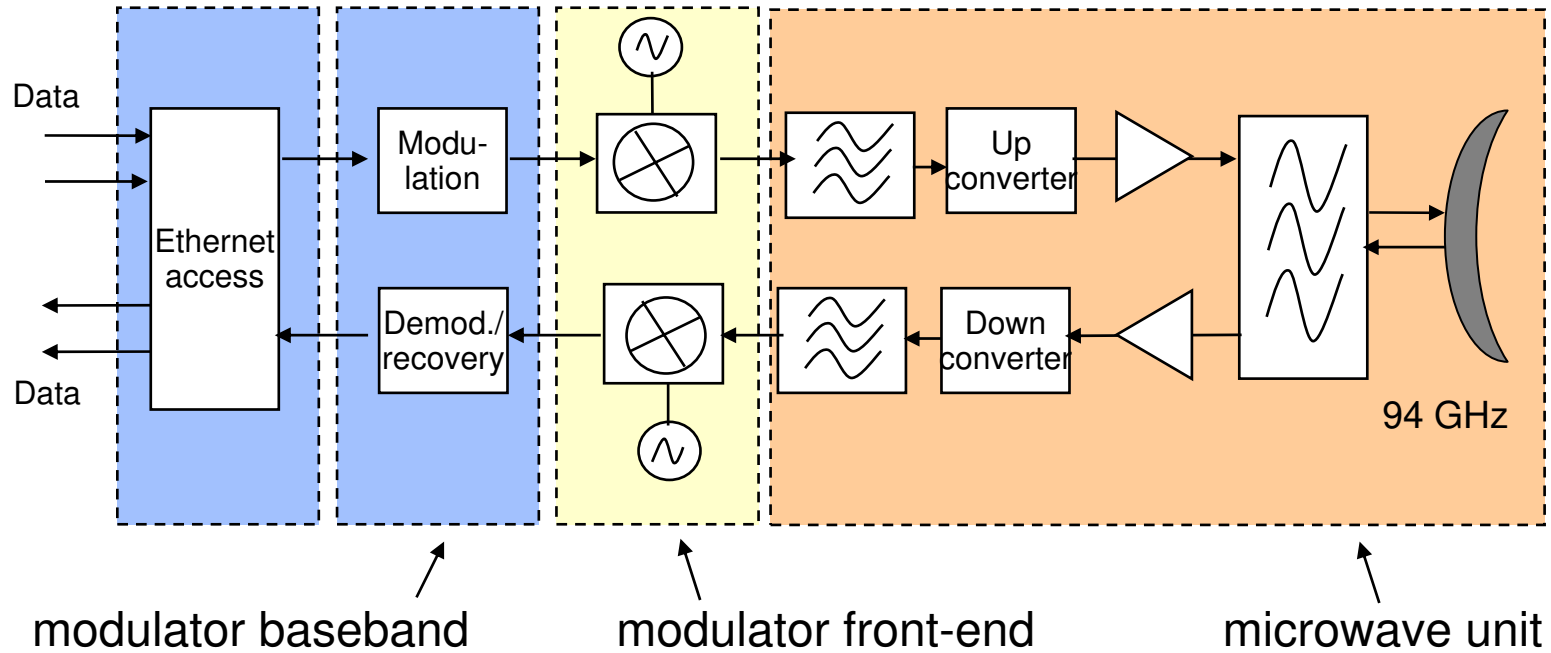 Data
Ethernet
access
Data
Modu-
lation
Demod./
recovery
Up
converter
Down
converter
94 GHz
modulator baseband
modulator front-end
microwave unit